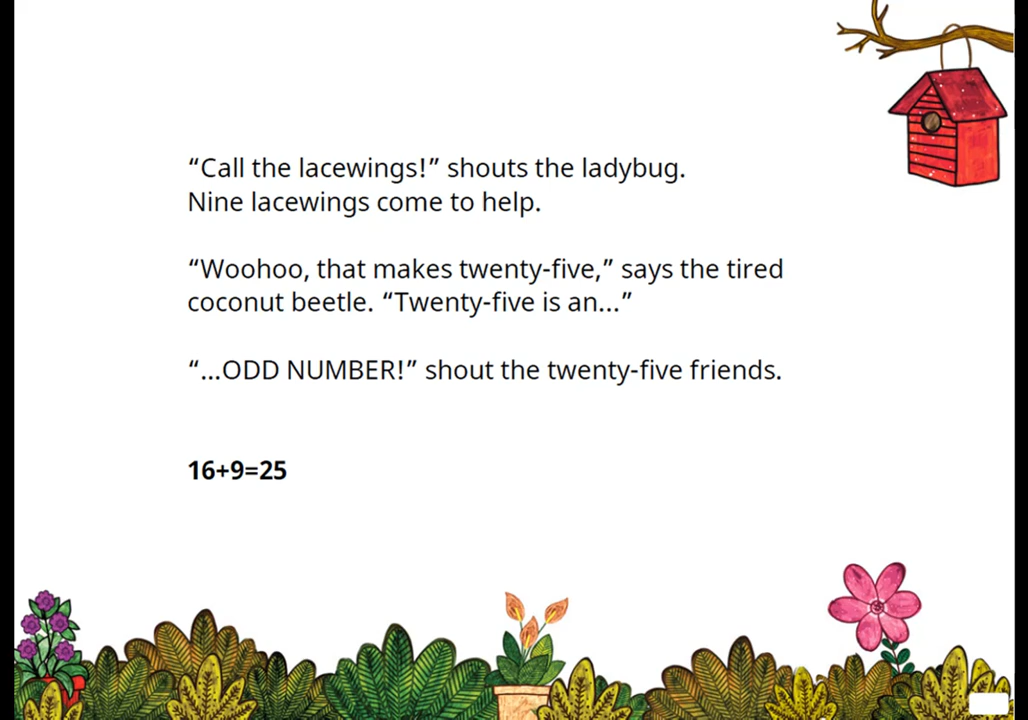 “Call the lacewings!” shouts the ladybug.
Nine lacewings come to help.
“Woohoo, that makes twenty-five,” says the tired
coconut beetle. “Twenty-five is an...”
“...ODD NUMBER!” shout the twenty-five friends.
16+9=25